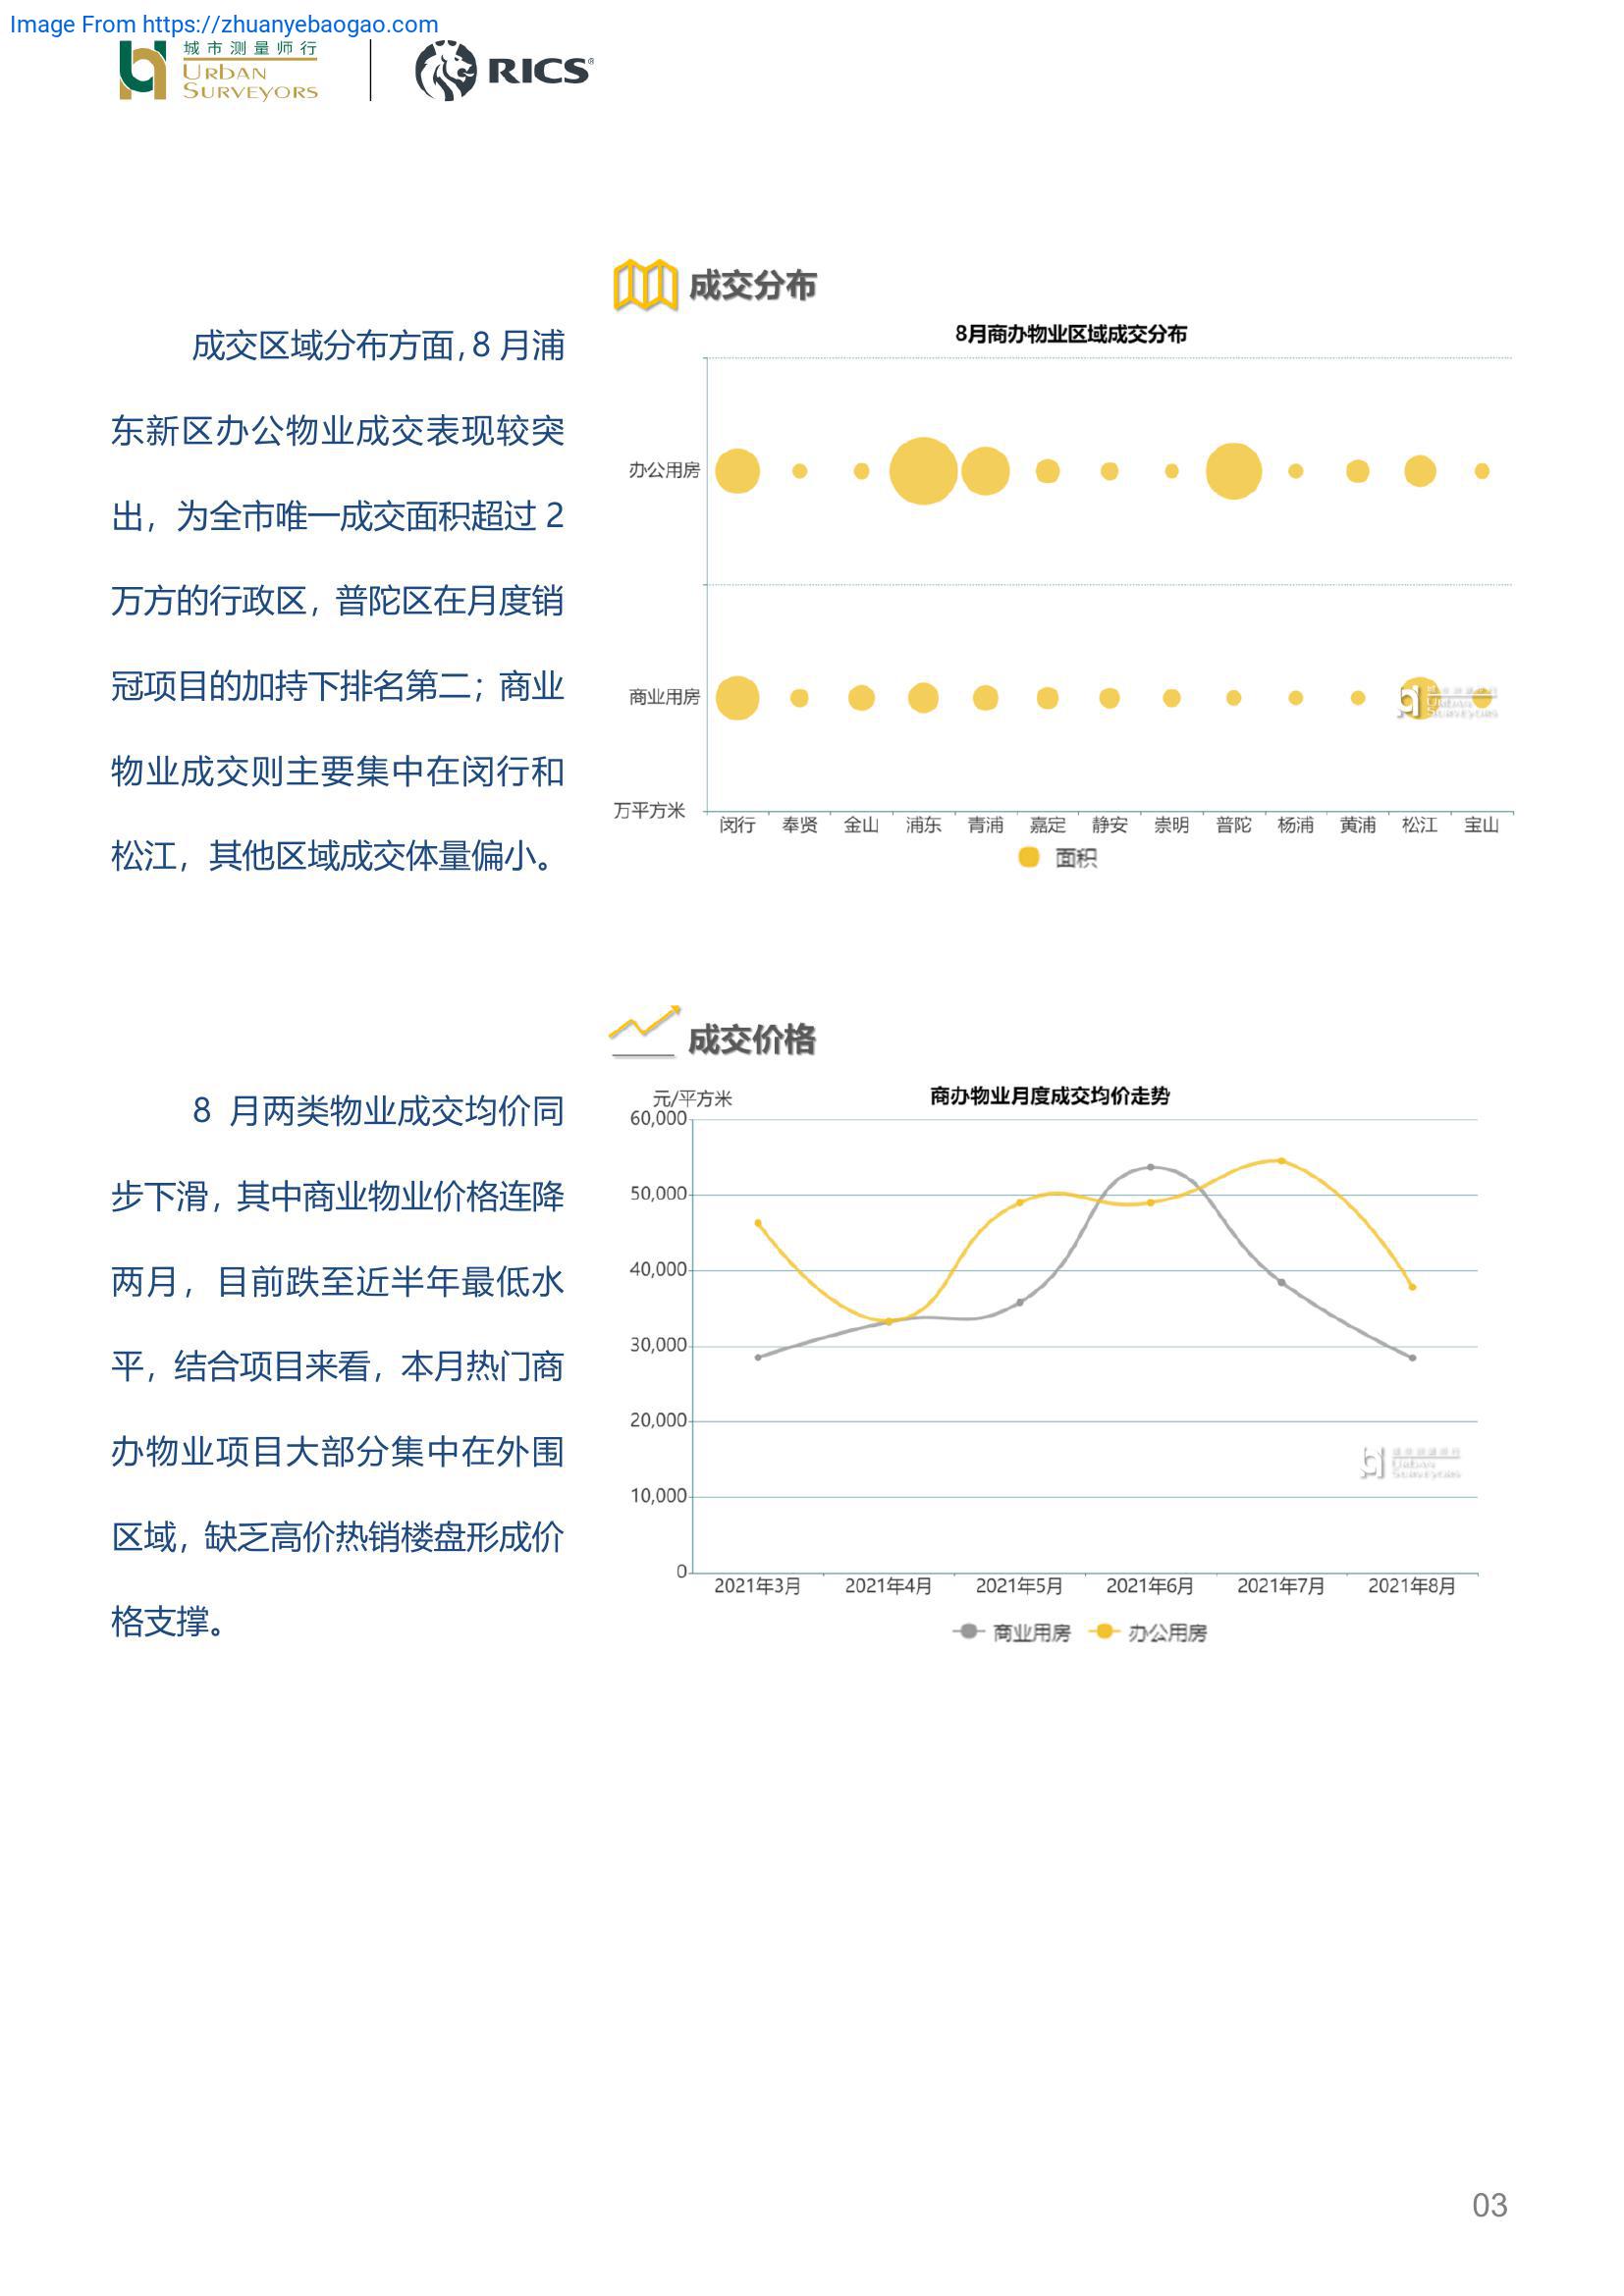 Image From https://zhuanyebaogao.com
城市测量师行
URBAN
SURVEYORS
RICS®
成交分布
成交区域分布方面,8 月浦
东新区办公物业成交表现较突
出，为全市唯一成交面积超过 2
万方的行政区，普陀区在月度销
冠项目的加持下排名第二；商业
物业成交则主要集中在闵行和
松江，其他区域成交体量偏小。
8月商办物业区域成交分布
办公用房
商业用房
万平方米
闵行 奉贤 金山 浦东 青浦 嘉定 静安 崇明 普陀 杨浦 黄浦 松江 宝山
面积
城市测量师行
URBAN
SURVEYORS
成交价格
8 月两类物业成交均价同
步下滑，其中商业物业价格连降
两月，目前跌至近半年最低水
平，结合项目来看，本月热门商
办物业项目大部分集中在外围
区域，缺乏高价热销楼盘形成价
格支撑。
商办物业月度成交均价走势
元/平方米
60,000
50,000
40,000
30,000
20,000
10,000
0
2021年3月 2021年4月 2021年5月 2021年6月 2021年7月 2021年8月
商业用房 办公用房
城市测量师行
URBAN
SURVEYORS
03